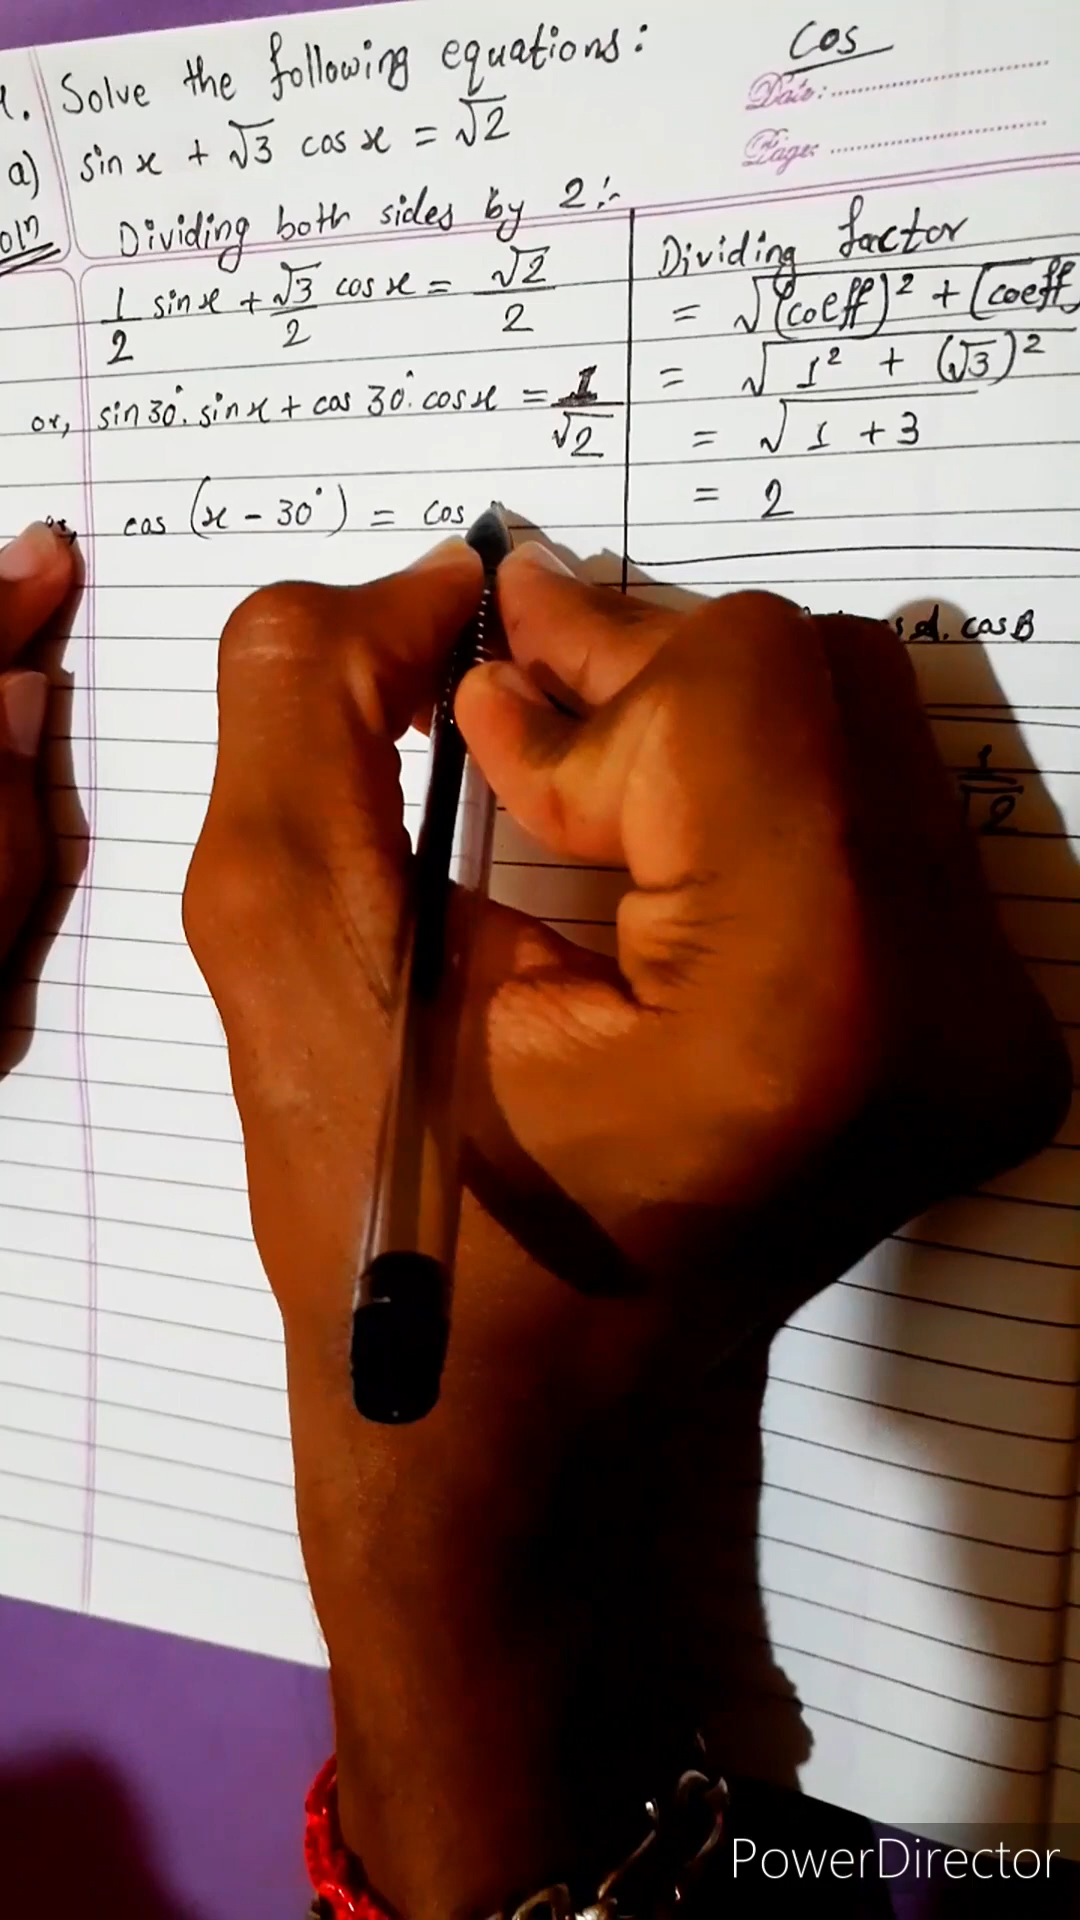 Solve the following equations:
cos
Date:
Page:
a) sin x + √3 cos x = √2
Dividing both sides by 2:-
1/2 sin x + √3/2 cos x = √2/2
or, sin 30°. sin x + cos 30°. cos x = 1/√2
cos (x - 30°) = cos
Dividing factor
= √(coeff)² + (coeff
= √1² + (√3)²
= √1 + 3
= 2
cos B
1/√2
PowerDirector